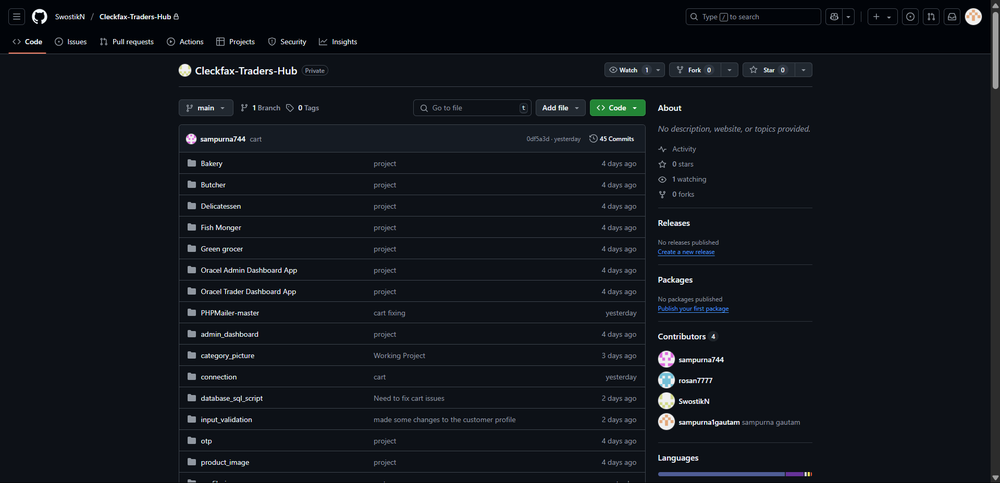 SwostikN / Cleckfax-Traders-Hub
Type / to search
Code Issues Pull requests Actions Projects Security Insights
Cleckfax-Traders-Hub Private
Watch 1 Fork 0 Star 0
main 1 Branch 0 Tags Go to file t Add file Code
sampurna744 cart 0df5a3d · yesterday 45 Commits
Bakery project 4 days ago
Butcher project 4 days ago
Delicatessen project 4 days ago
Fish Monger project 4 days ago
Green grocer project 4 days ago
Oracel Admin Dashboard App project 4 days ago
Oracel Trader Dashboard App project 4 days ago
PHPMailer-master cart fixing yesterday
admin_dashboard project 4 days ago
category_picture Working Project 3 days ago
connection cart yesterday
database_sql_script Need to fix cart issues 2 days ago
input_validation made some changes to the customer profile 2 days ago
otp project 4 days ago
product_image project 4 days ago
About
No description, website, or topics provided.
Activity
0 stars
1 watching
0 forks
Releases
No releases published
Create a new release
Packages
No packages published
Publish your first package
Contributors 4
sampurna744
rosan7777
SwostikN
sampurna1gautam sampurna gautam
Languages